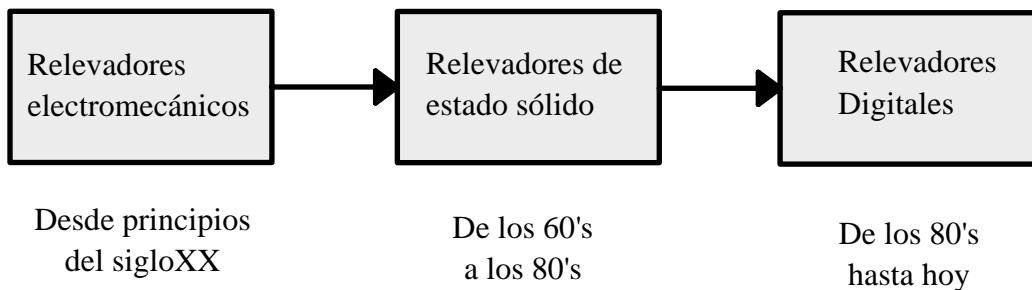 Relevadores
electromecánicos
Relevadores de
estado sólido
Relevadores
Digitales
Desde principios
del sigloXX
De los 60's
a los 80's
De los 80's
hasta hoy